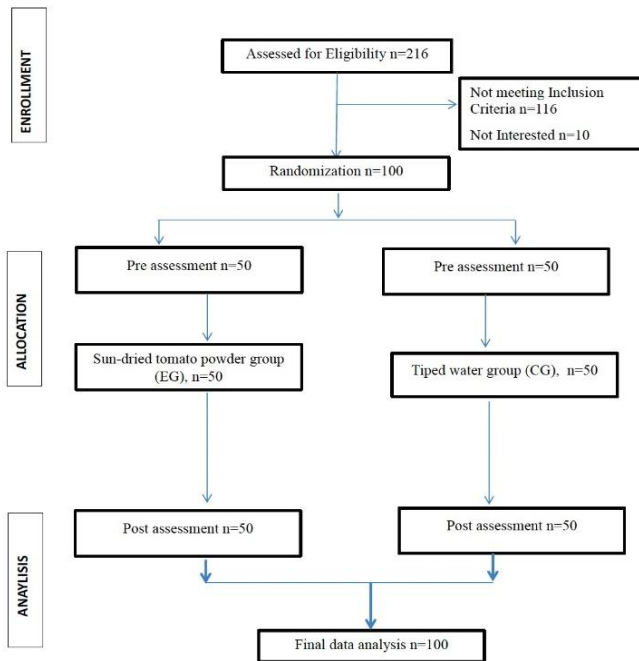 ENROLLMENT
Assessed for Eligibility n=216
Not meeting Inclusion
Criteria n=116
Not Interested n=10
Randomization n=100
ALLOCATION
Pre assessment n=50
Pre assessment n=50
Sun-dried tomato powder group
(EG), n=50
Tiped water group (CG),  n=50
ANAYLISIS
Post assessment n=50
Post assessment n=50
Final data analysis n=100